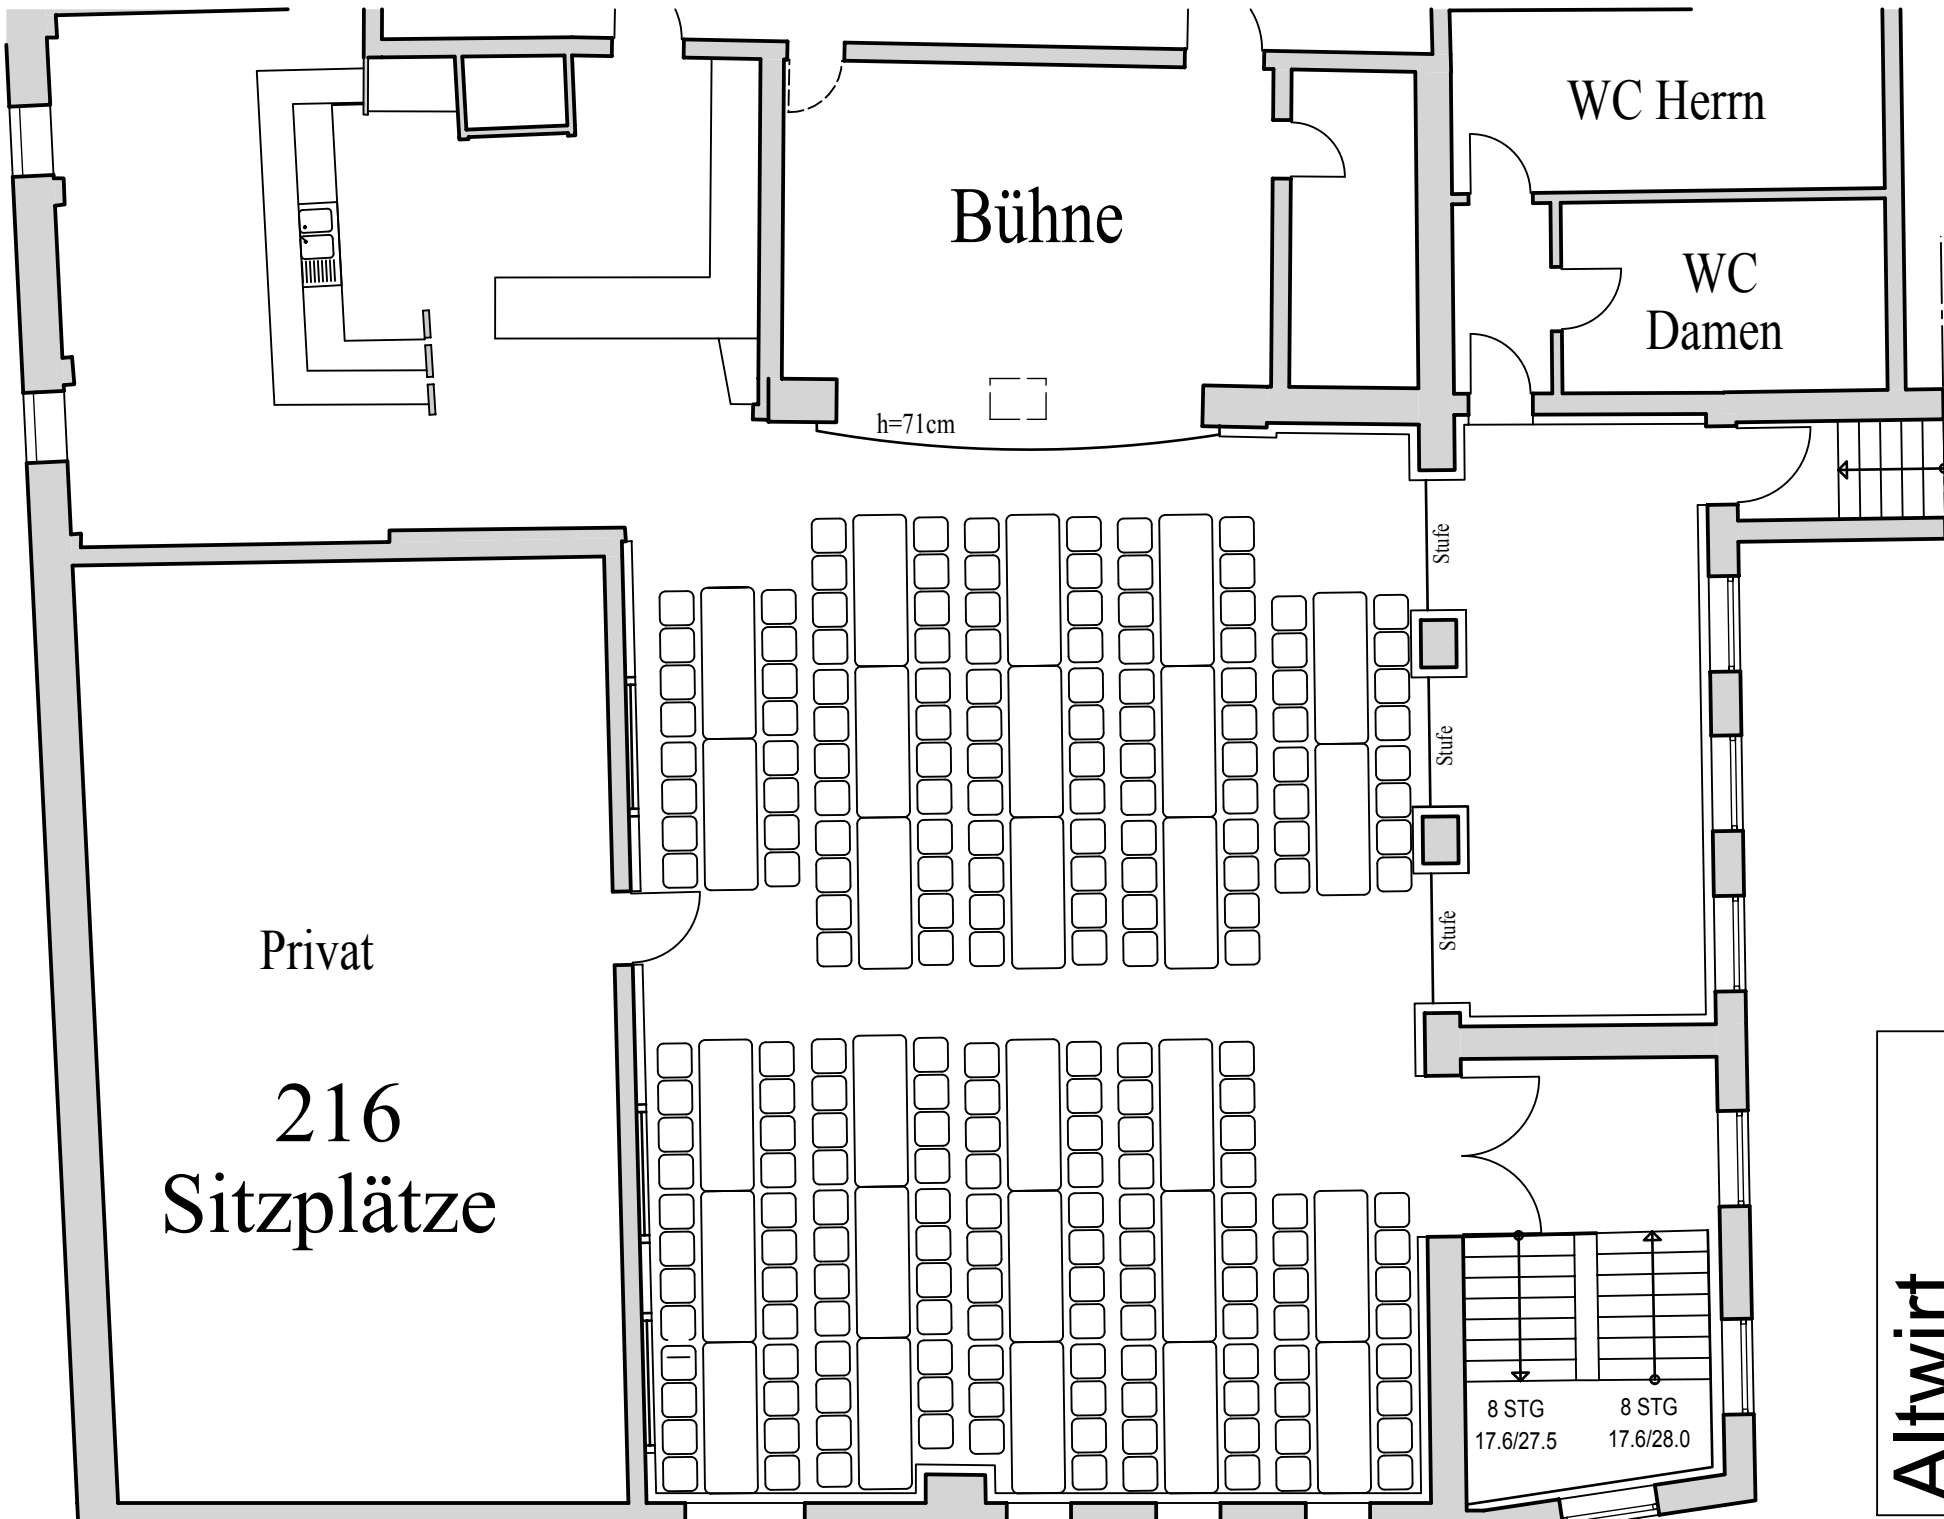 WC Herrn
Bühne
WC
Damen
h=71cm
Stufe
Stufe
Stufe
Privat
216
Sitzplätze
8 STG
17.6/27.5
8 STG
17.6/28.0
Altwirt